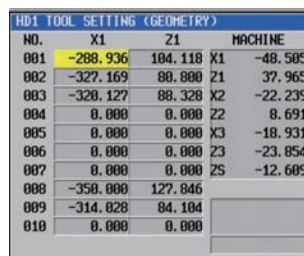 HD1 TOOL SETTING (GEOMETRY)
NO. X1 Z1 MACHINE
001 -288.936 104.118 X1 -48.505
002 -327.169 80.800 Z1 37.965
003 -320.127 88.320 X2 -22.239
004 0.000 0.000 Z2 8.691
005 0.000 0.000 X3 -18.931
006 0.000 0.000 Z3 -23.854
007 0.000 0.000 ZS -12.609
008 -350.000 127.846
009 -314.028 84.104
010 0.000 0.000